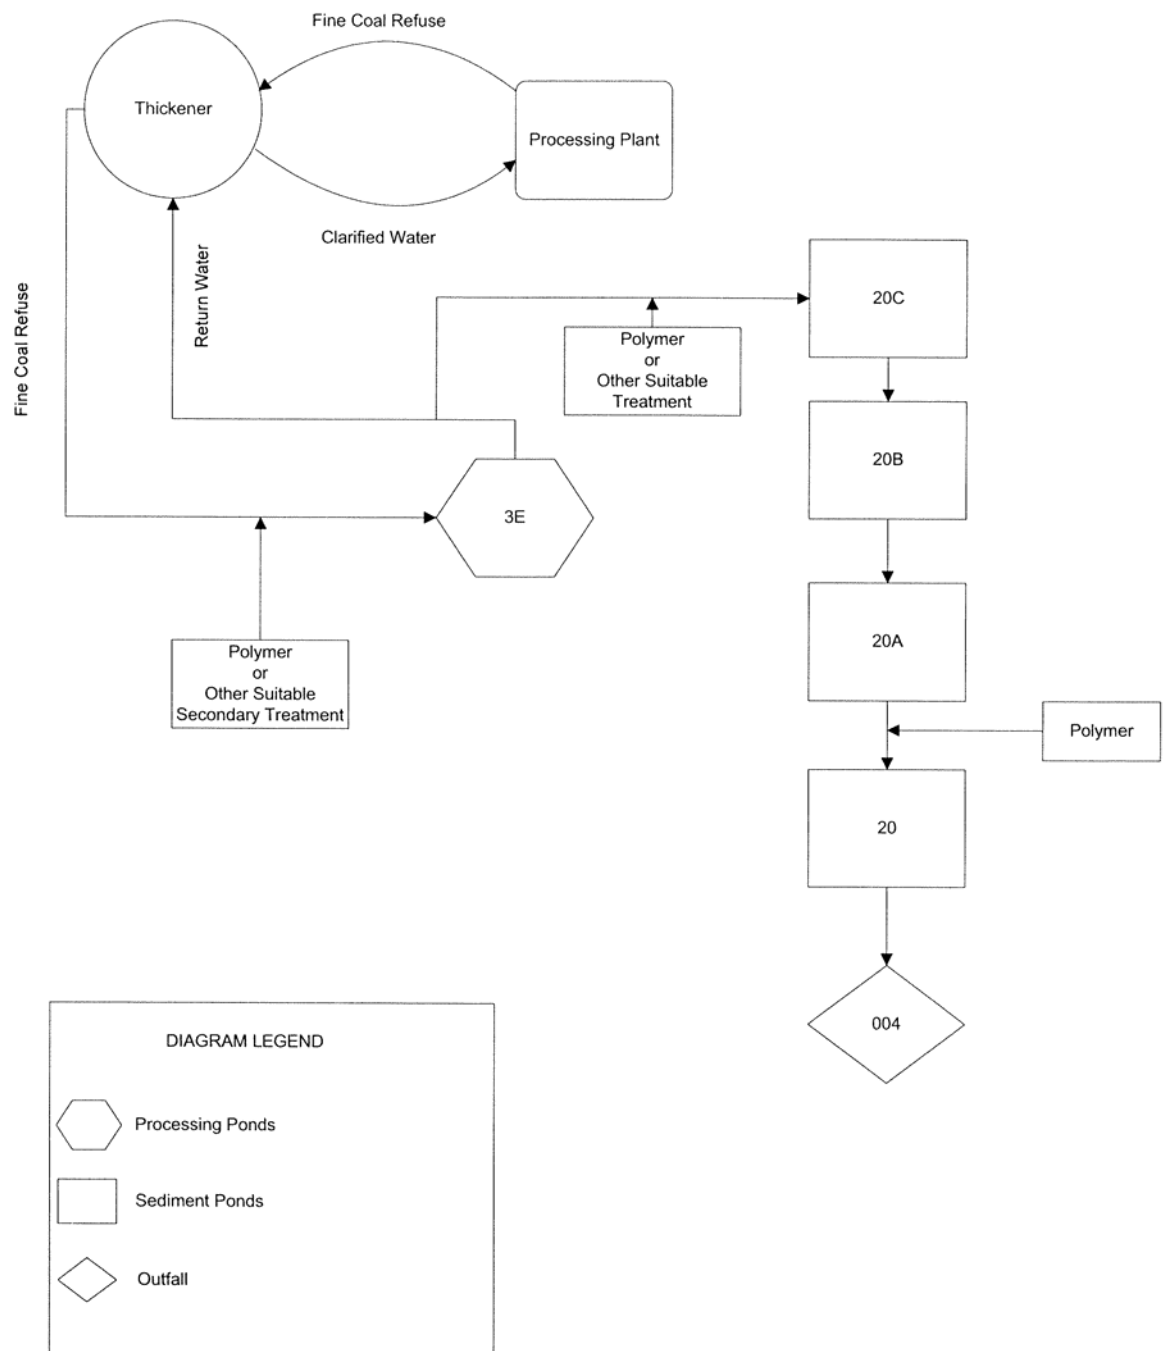 Fine Coal Refuse
Thickener
Processing Plant
Clarified Water
Return Water
Fine Coal Refuse
20C
Polymer
or
Other Suitable
Treatment
20B
3E
20A
Polymer
or
Other Suitable
Secondary Treatment
Polymer
20
004
DIAGRAM LEGEND
Processing Ponds
Sediment Ponds
Outfall